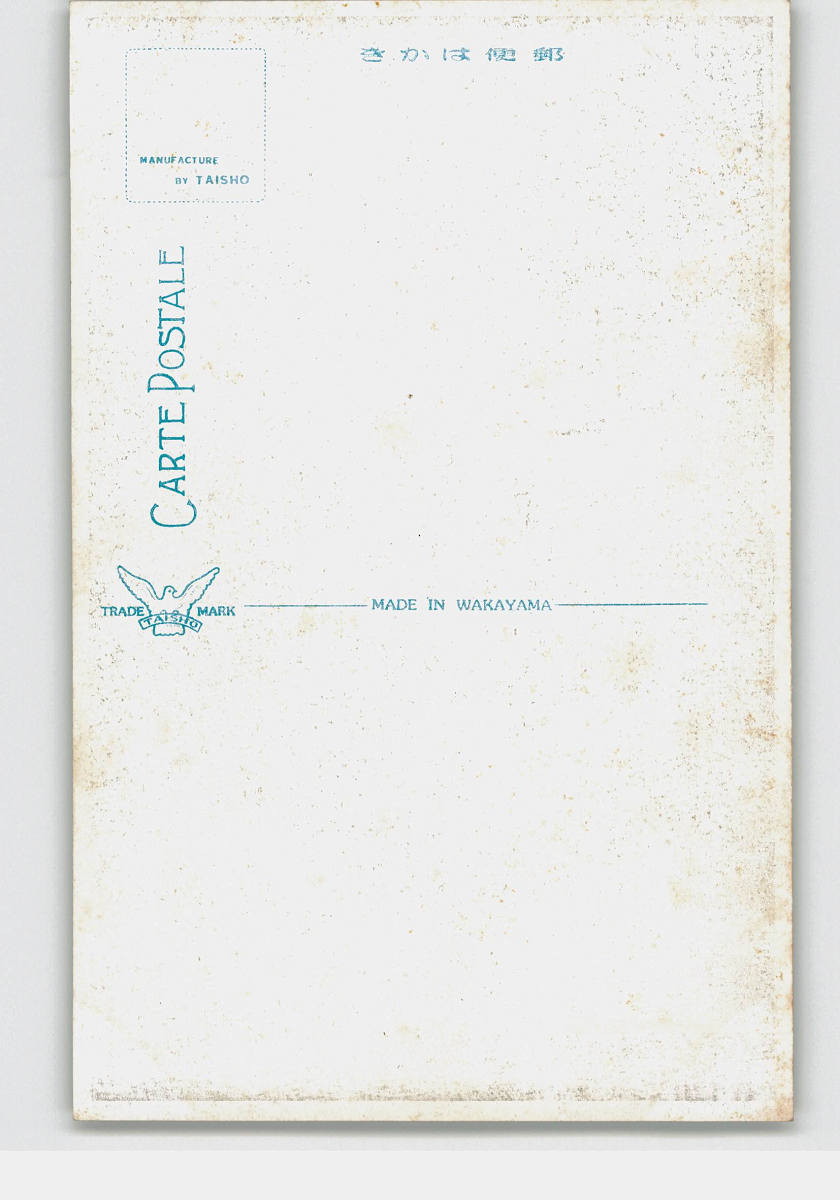 きかは便郵
MANUFACTURE
BY TAISHO
CARTE POSTALE
TRADE MARK
TAISHO
MADE IN WAKAYAMA